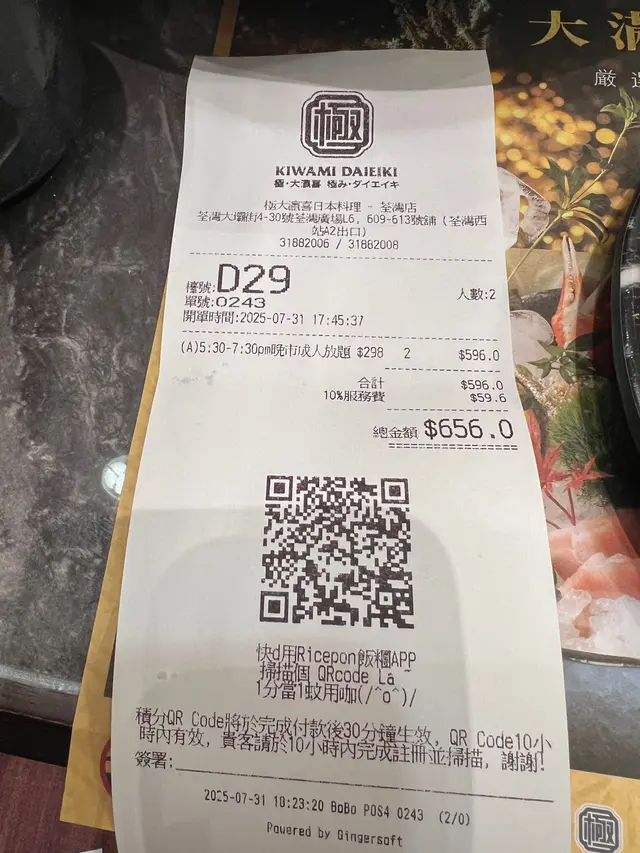 大
厳
極
KIWAMI DAIEIKI
極・大瀛喜 極み・ダイエイキ
極大瀛喜日本料理 - 荃灣店
荃灣大壩街4-30號荃灣廣場L6, 609-613號舖 (荃灣西
站A2出口)
31882006 / 31882008
檯號:D29
人數:2
單號:0243
開單時間:2025-07-31 17:45:37
(A)5:30-7:30pm晚市成人放題 $298 2 $596.0
合計 $596.0
10%服務費 $59.6
總金額 $656.0
快d用Ricepon飯糰APP
掃描個 QRcode La ~
1分當1蚊用咖(/^o^)/
積分QR Code將於完成付款後30分鐘生效, QR Code10小
時內有效, 貴客請於10小時內完成註冊並掃描, 謝謝!
簽署:
2025-07-31 10:23:20 BoBo POS4 0243 (2/0)
Powered by Gingersoft
極